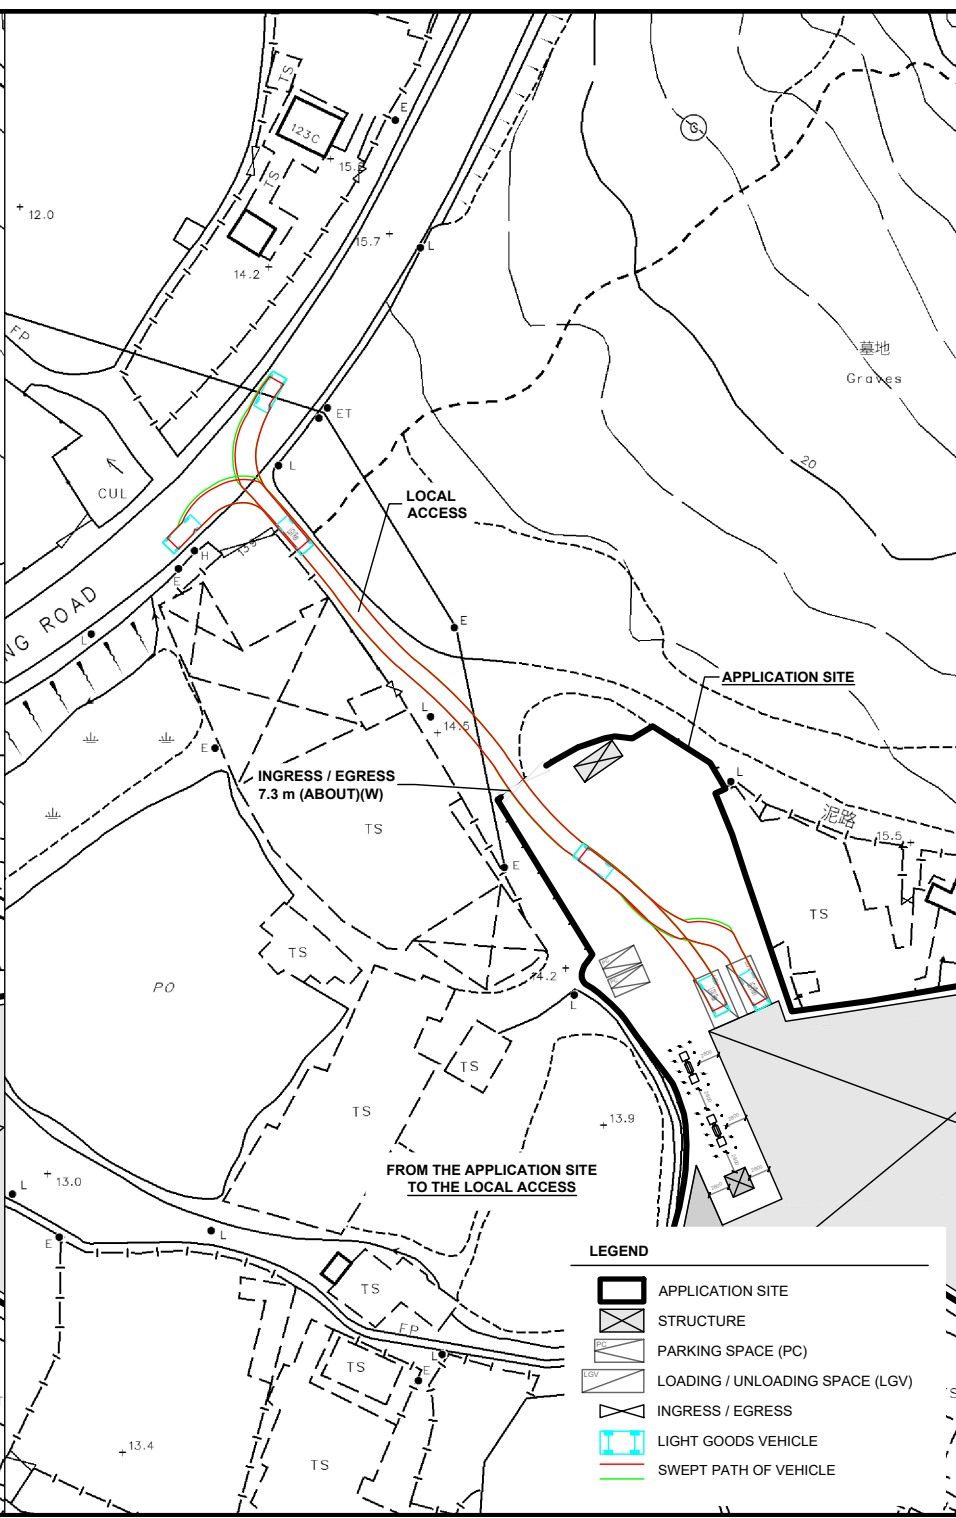 TS
123C
E
15.2
TS
12.0
15.7
L
14.2
FP
墓地
Graves
ET
20
L
CUL
LOCAL
ACCESS
H
E
NG ROAD
L
E
APPLICATION SITE
L
14.5
E
INGRESS / EGRESS
7.3 m (ABOUT)(W)
L
泥路
15.5
TS
E
TS
TS
14.2
PO
L
TS
TS
13.9
FROM THE APPLICATION SITE
TO THE LOCAL ACCESS
13.0
L
L
E
TS
FP
TS
L
E
13.4
TS
LEGEND
APPLICATION SITE
STRUCTURE
PC
PARKING SPACE (PC)
LGV
LOADING / UNLOADING SPACE (LGV)
INGRESS / EGRESS
LIGHT GOODS VEHICLE
SWEPT PATH OF VEHICLE